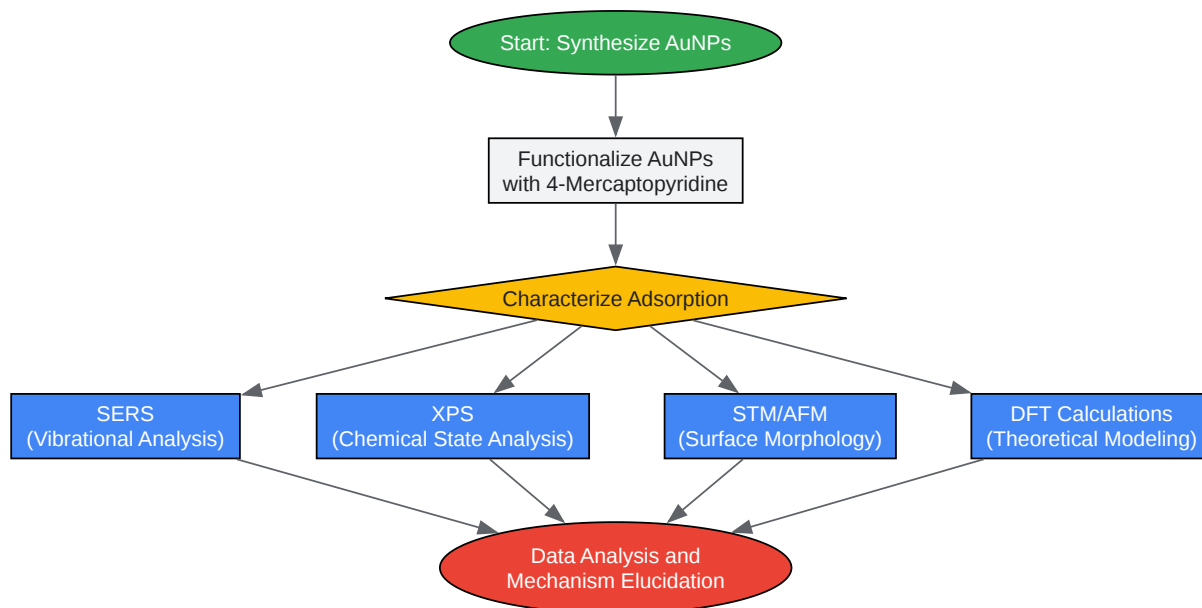 Start: Synthesize AuNPs
Functionalize AuNPs
with 4-Mercaptopyridine
Characterize Adsorption
SERS
(Vibrational Analysis)
XPS
(Chemical State Analysis)
STM/AFM
(Surface Morphology)
DFT Calculations
(Theoretical Modeling)
Data Analysis and
Mechanism Elucidation